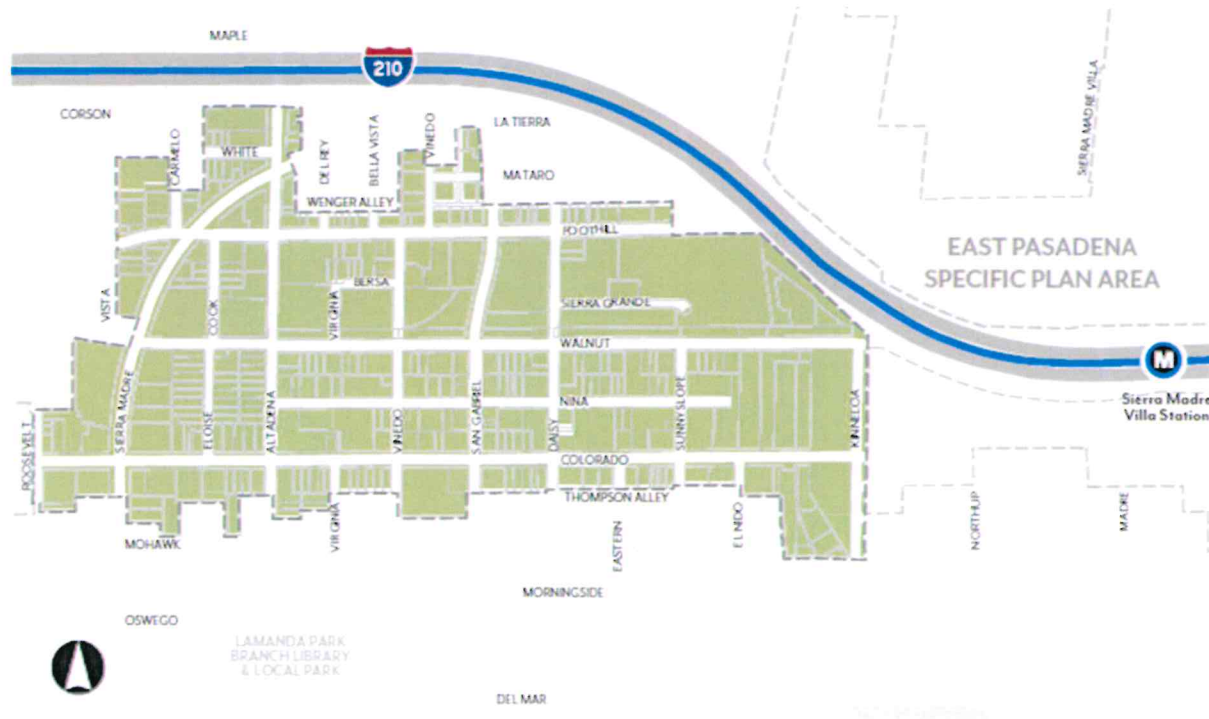 MAPLE
210
CORSON
CARMELO
WHITE
DEL REY
BELLA VISTA
VINEDO
LA TIERRA
MATARO
SIERRA MADRE VILLA
WENGER ALLEY
FOOTHILL
EAST PASADENA
SPECIFIC PLAN AREA
VISTA
COOK
VIRGINIA
BERSA
SIERRA GRANDE
WALNUT
M
Sierra Madre
Villa Station
ROOSEVELT
SIERRA MADRE
ELOISE
ALTADENA
VINEDO
SAN GABRIEL
NINA
DAISY
SUNNYSLOPE
KINNELOA
COLORADO
THOMPSON ALLEY
MOHAWK
VIRGINIA
EASTERN
EL NIDO
NORTHUP
MADRE
MORNINGSIDE
OSWEGO
LAMANDA PARK
BRANCH LIBRARY
& LOCAL PARK
DEL MAR